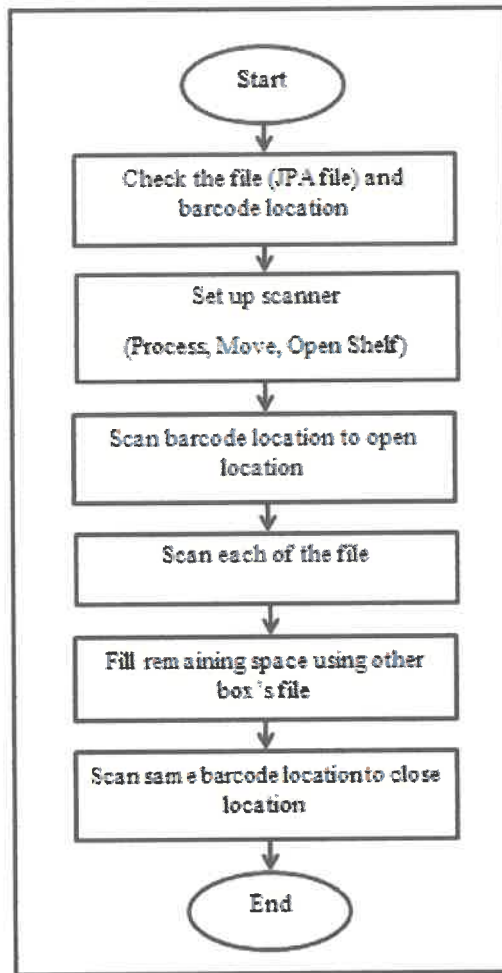 Start
Check the file (JPA file) and
barcode location
Set up scanner
(Process, Move, Open Shelf)
Scan barcode location to open
location
Scan each of the file
Fill remaining space using other
box's file
Scan same barcode location to close
location
End